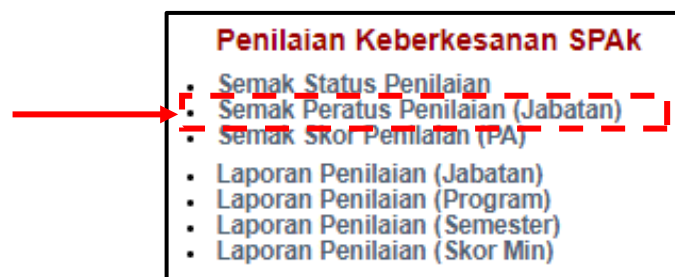 Penilaian Keberkesanan SPAk
Semak Status Penilaian
Semak Peratus Penilaian (Jabatan)
Semak Skor Penilaian (PA)
Laporan Penilaian (Jabatan)
Laporan Penilaian (Program)
Laporan Penilaian (Semester)
Laporan Penilaian (Skor Min)